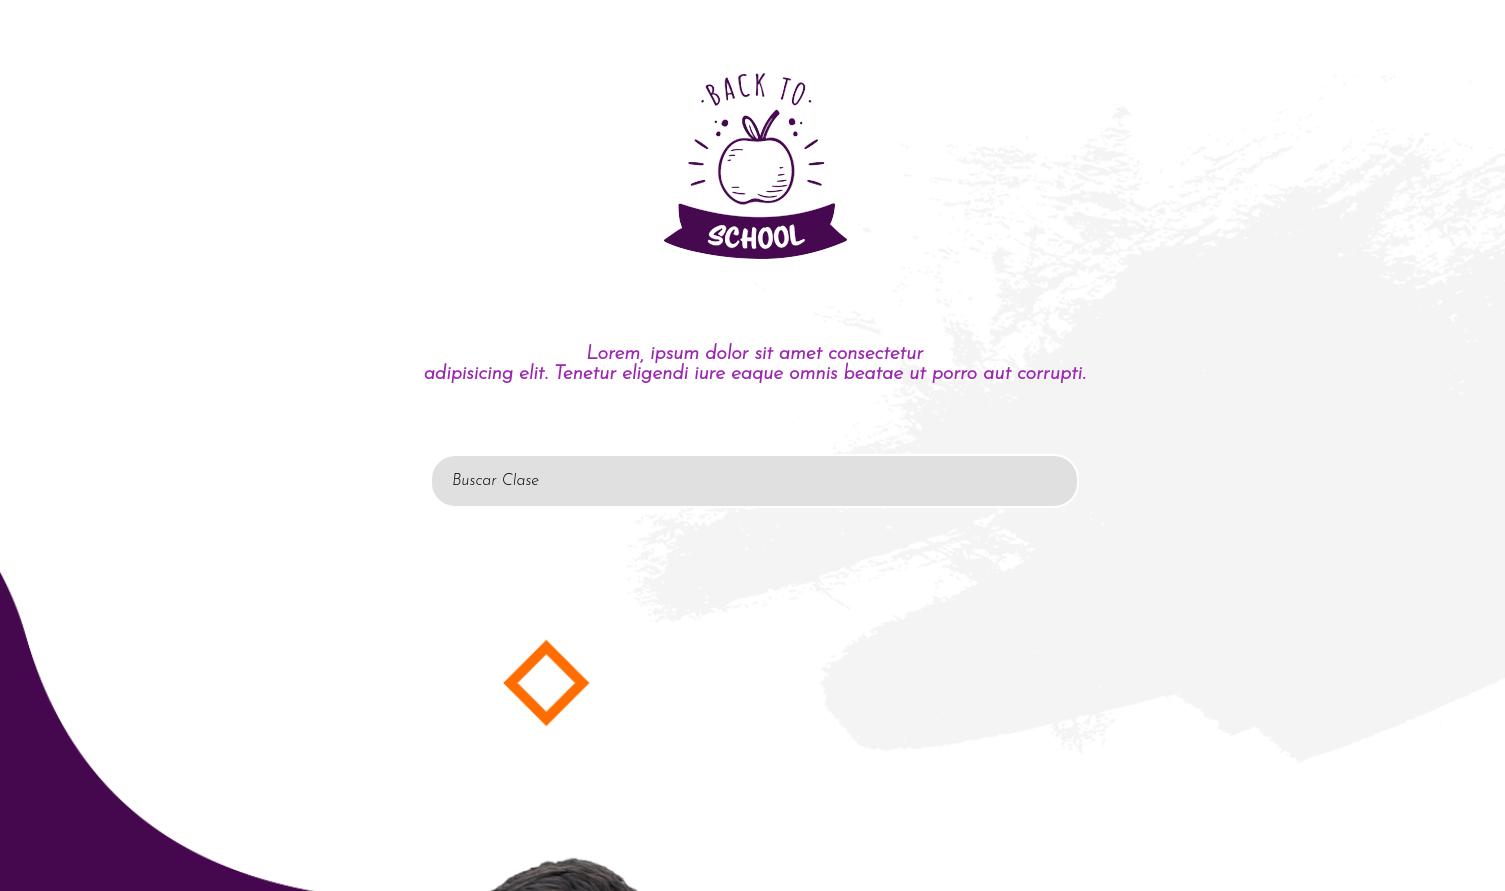 BACK TO
SCHOOL
Lorem, ipsum dolor sit amet consectetur
adipisicing elit. Tenetur eligendi iure eaque omnis beatae ut porro aut corrupti.
Buscar Clase